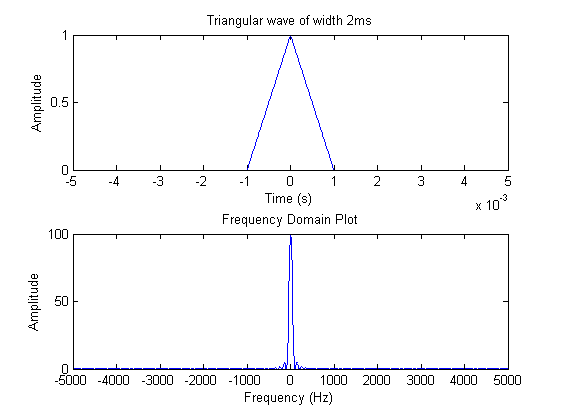 Triangular wave of width 2ms
Amplitude
1
0.5
0
-5 -4 -3 -2 -1 0 1 2 3 4 5
Time (s)
x 10^-3
Frequency Domain Plot
Amplitude
100
50
0
-5000 -4000 -3000 -2000 -1000 0 1000 2000 3000 4000 5000
Frequency (Hz)